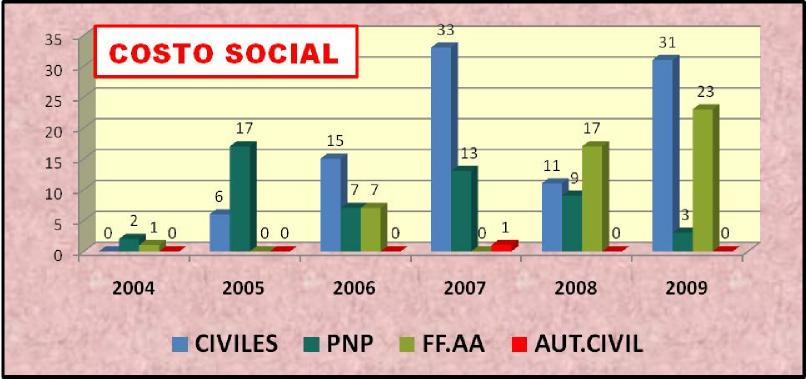 COSTO SOCIAL
35
30
25
20
15
10
5
0
0 2 1 0
6 17 0 0
15 7 7 0
33 13 0 1
11 9 17 0
31 3 23 0
2004 2005 2006 2007 2008 2009
CIVILES PNP FF.AA AUT.CIVIL